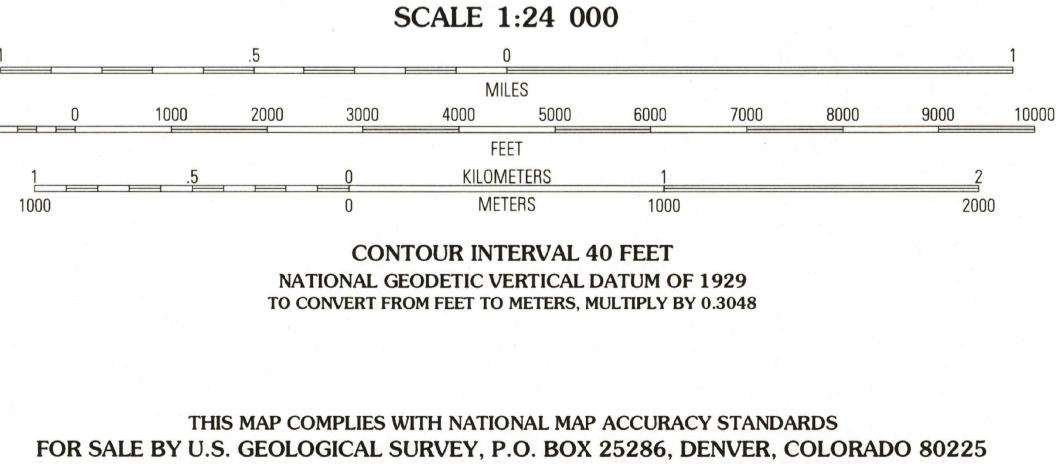 SCALE 1:24 000
1 .5 0 1
MILES
0 1000 2000 3000 4000 5000 6000 7000 8000 9000 10000
FEET
1 .5 0 KILOMETERS 1 2
1000 0 METERS 1000 2000
CONTOUR INTERVAL 40 FEET
NATIONAL GEODETIC VERTICAL DATUM OF 1929
TO CONVERT FROM FEET TO METERS, MULTIPLY BY 0.3048
THIS MAP COMPLIES WITH NATIONAL MAP ACCURACY STANDARDS
FOR SALE BY U.S. GEOLOGICAL SURVEY, P.O. BOX 25286, DENVER, COLORADO 80225